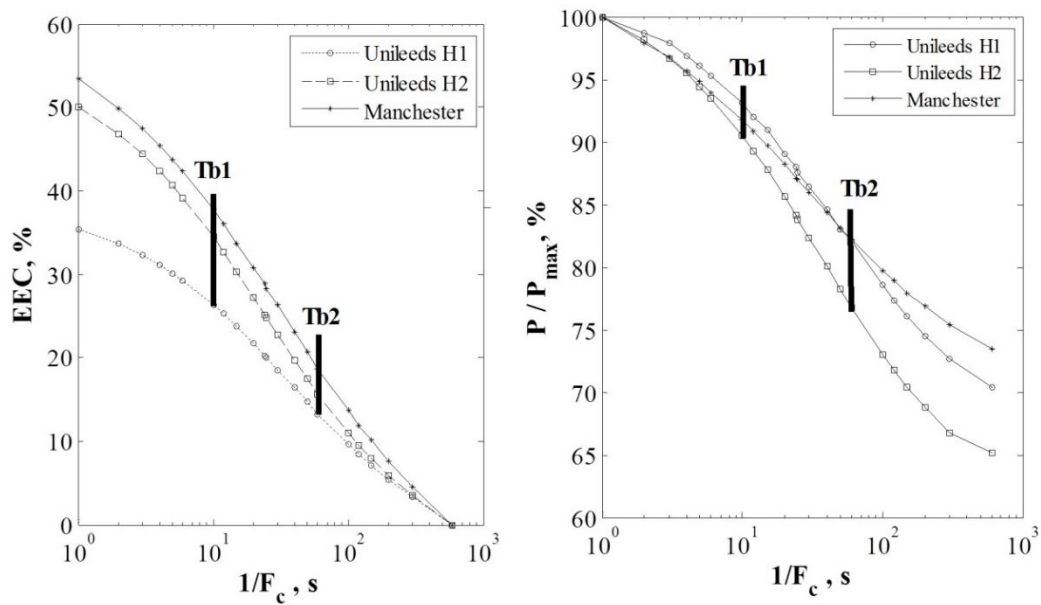 60
50
40
30
20
10
0
EEC, %
10^0
10^1
10^2
10^3
1/F_c , s
Unileeds H1
Unileeds H2
Manchester
Tb1
Tb2
100
95
90
85
80
75
70
65
60
P / P_max, %
10^0
10^1
10^2
10^3
1/F_c , s
Unileeds H1
Unileeds H2
Manchester
Tb1
Tb2